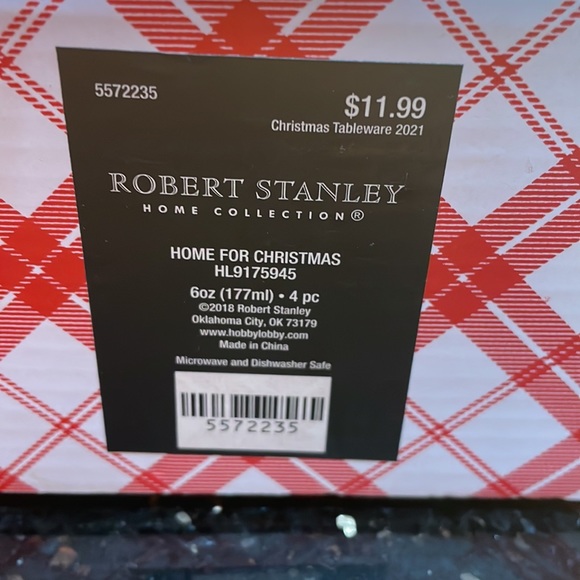 5572235
$11.99
Christmas Tableware 2021
ROBERT STANLEY
HOME COLLECTION®
HOME FOR CHRISTMAS
HL9175945
6oz (177ml) • 4 pc
©2018 Robert Stanley
Oklahoma City, OK 73179
www.hobbylobby.com
Made in China
Microwave and Dishwasher Safe
5572235